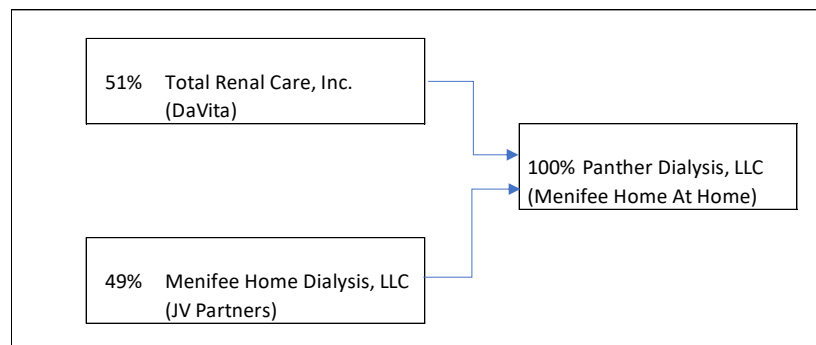 51% Total Renal Care, Inc.
(DaVita)
100% Panther Dialysis, LLC
(Menifee Home At Home)
49% Menifee Home Dialysis, LLC
(JV Partners)